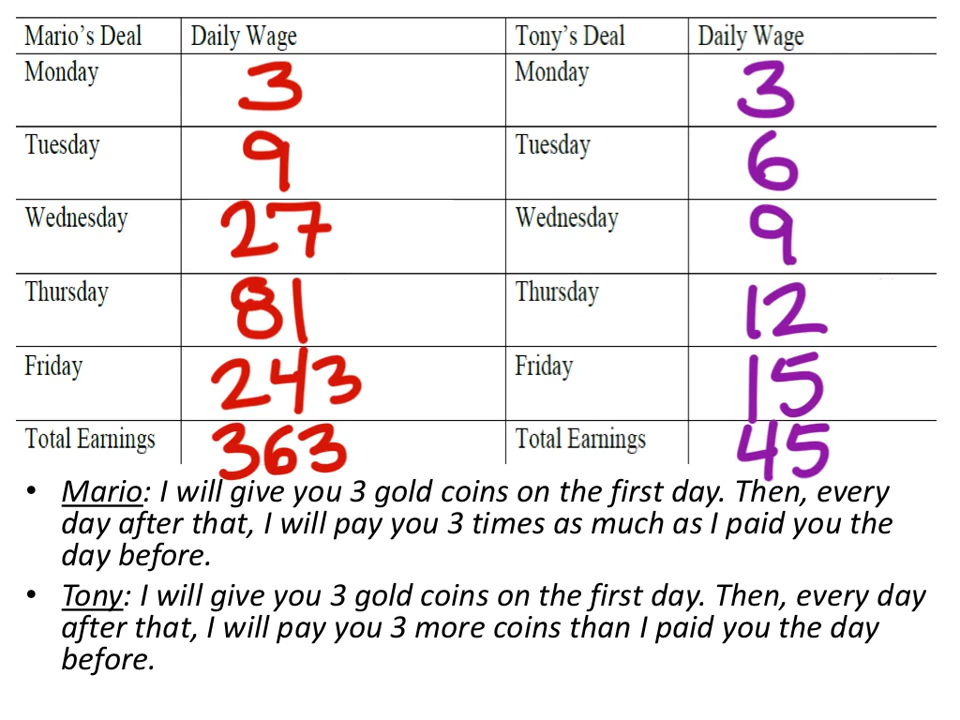 Mario's Deal Daily Wage Tony's Deal Daily Wage
Monday 3 Monday 3
Tuesday 9 Tuesday 6
Wednesday 27 Wednesday 9
Thursday 81 Thursday 12
Friday 243 Friday 15
Total Earnings 363 Total Earnings 45
• Mario: I will give you 3 gold coins on the first day. Then, every
day after that, I will pay you 3 times as much as I paid you the
day before.
• Tony: I will give you 3 gold coins on the first day. Then, every day
after that, I will pay you 3 more coins than I paid you the day
before.